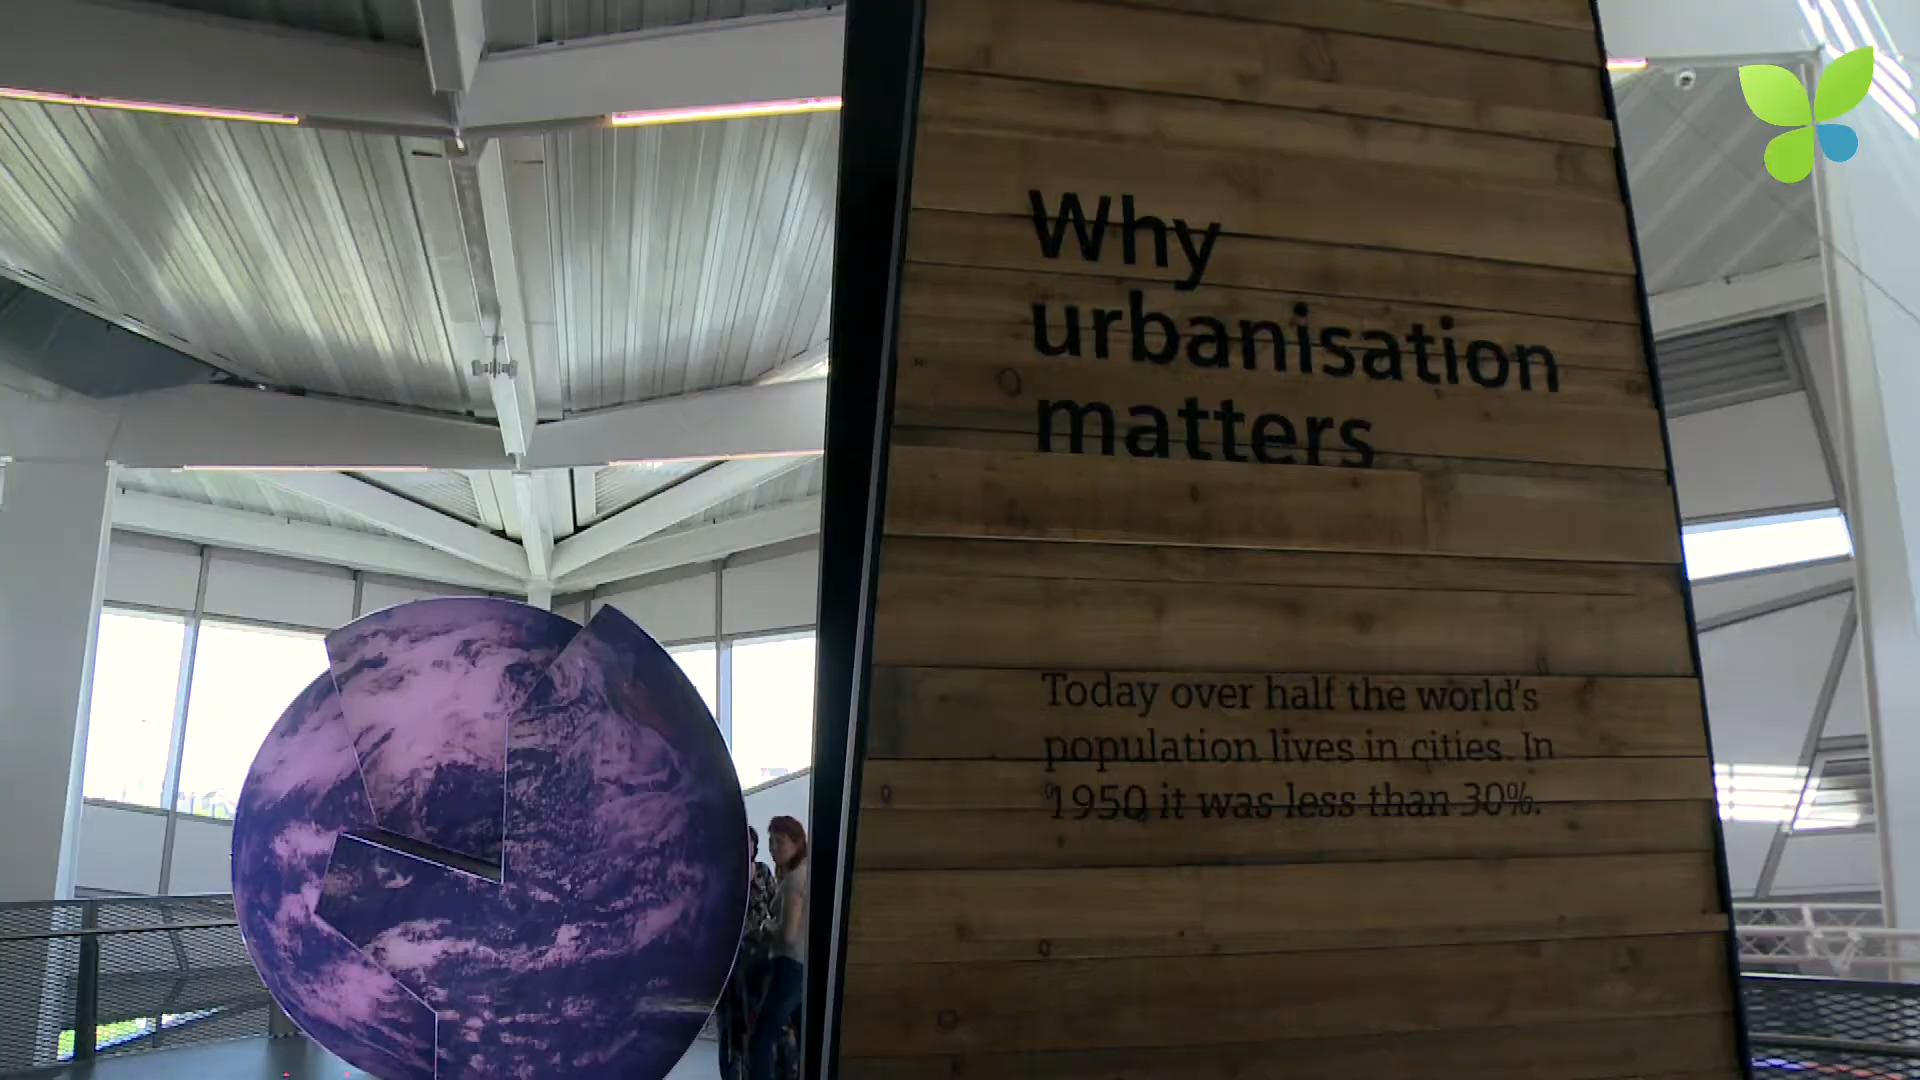 Why
urbanisation
matters
Today over half the world's
population lives in cities. In
1950 it was less than 30%.